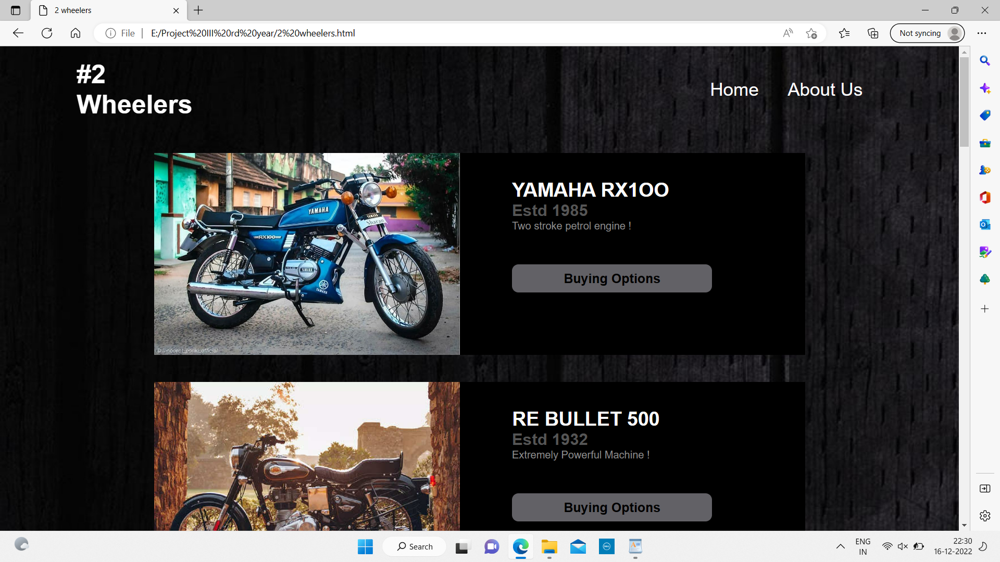 2 wheelers
File
E:/Project%20III%20rd%20year/2%20wheelers.html
Not syncing
#2
Wheelers
Home
About Us
YAMAHA
YAMAHA
Sharan
RX100
YAMAHA
YAMAHA
© innocent_poriki_official
YAMAHA RX1OO
Estd 1985
Two stroke petrol engine !
Buying Options
RE BULLET 500
Estd 1932
Extremely Powerful Machine !
Buying Options
Search
DELL
ENG
IN
22:30
16-12-2022